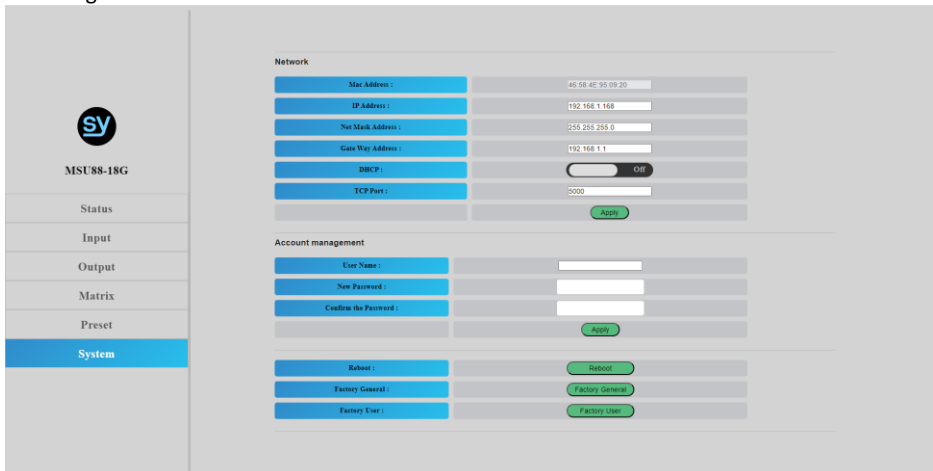 Network
Mac Address : 46:58:4E:95:09:20
IP Address : 192.168.1.168
Net Mask Address : 255.255.255.0
Gate Way Address : 192.168.1.1
DHCP : Off
TCP Port : 5000
Apply
sy
MSU88-18G
Status
Input
Output
Matrix
Preset
System
Account management
User Name :
New Password :
Confirm the Password :
Apply
Reboot : Reboot
Factory General : Factory General
Factory User : Factory User